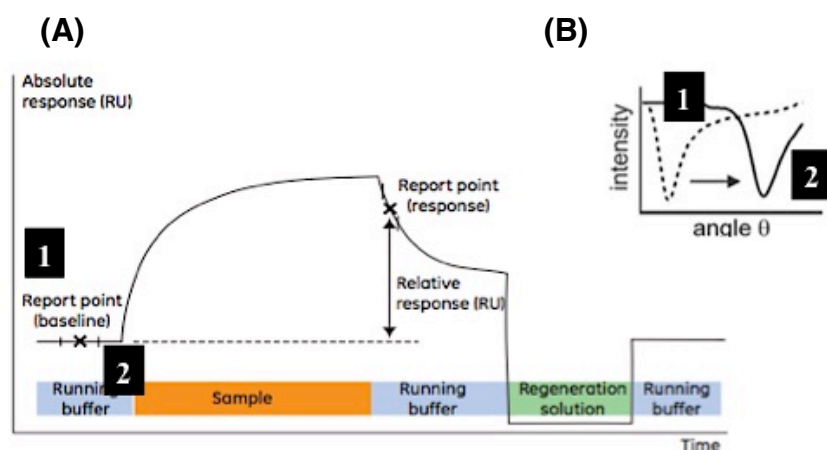 (A)
(B)
Absolute
response (RU)
1
Report point
(baseline)
2
Report point
(response)
Relative
response (RU)
Running
buffer
Sample
Running
buffer
Regeneration
solution
Running
buffer
Time
1
2
intensity
angle θ